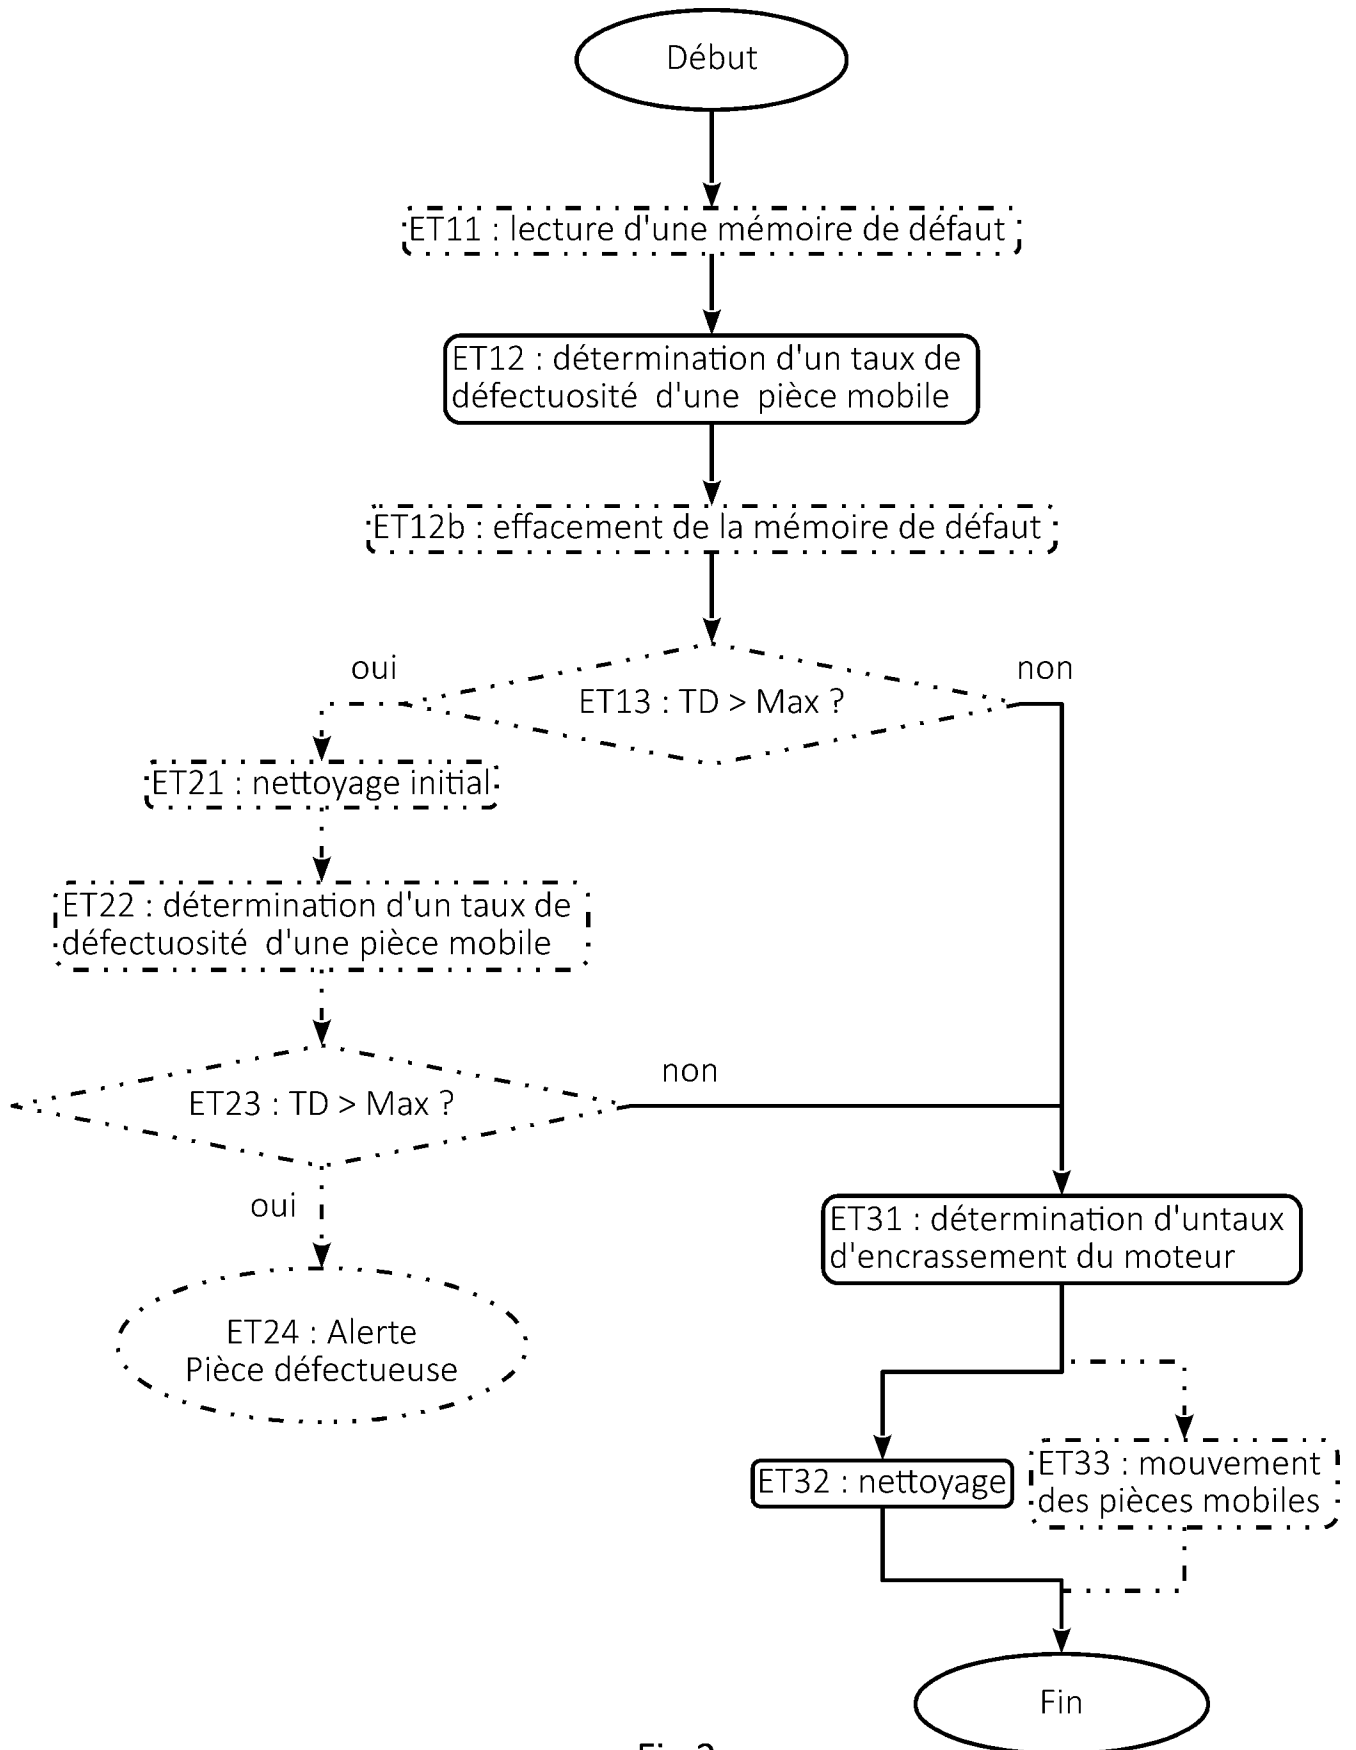 Début
ET11 : lecture d'une mémoire de défaut
ET12 : détermination d'un taux de
défectuosité d'une pièce mobile
ET12b : effacement de la mémoire de défaut
oui
non
ET13 : TD > Max ?
ET21 : nettoyage initial
ET22 : détermination d'un taux de
défectuosité d'une pièce mobile
non
ET23 : TD > Max ?
oui
ET31 : détermination d'untaux
d'encrassement du moteur
ET24 : Alerte
Pièce défectueuse
ET32 : nettoyage
ET33 : mouvement
des pièces mobiles
Fin